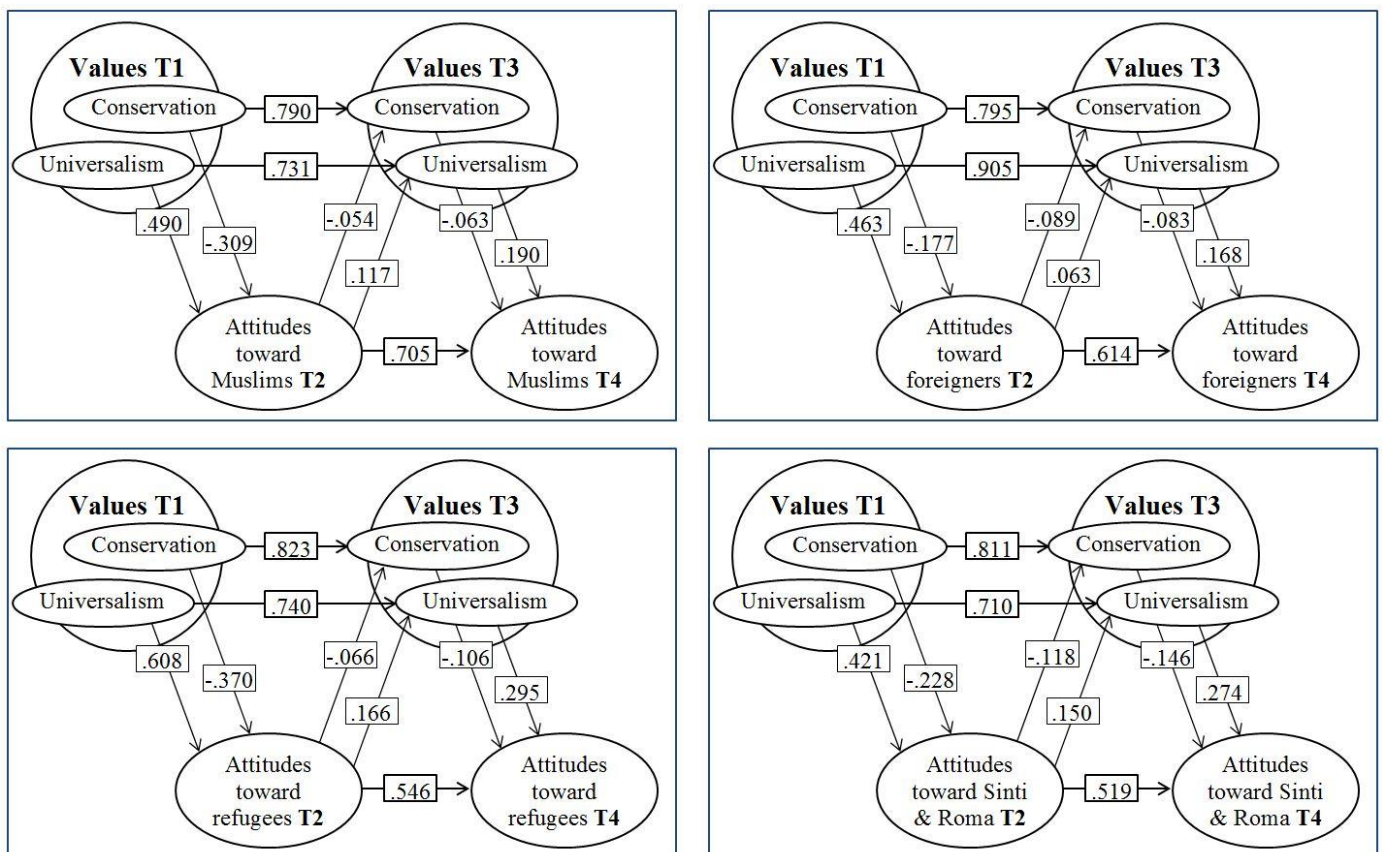 Values T1
Values T3
Conservation
.790
Conservation
Universalism
.731
Universalism
.490
-.309
-.054
.117
-.063
.190
Attitudes
toward
Muslims T2
.705
Attitudes
toward
Muslims T4
Values T1
Values T3
Conservation
.795
Conservation
Universalism
.905
Universalism
.463
-.177
-.089
.063
-.083
.168
Attitudes
toward
foreigners T2
.614
Attitudes
toward
foreigners T4
Values T1
Values T3
Conservation
.823
Conservation
Universalism
.740
Universalism
.608
-.370
-.066
.166
-.106
.295
Attitudes
toward
refugees T2
.546
Attitudes
toward
refugees T4
Values T1
Values T3
Conservation
.811
Conservation
Universalism
.710
Universalism
.421
-.228
-.118
.150
-.146
.274
Attitudes
toward Sinti
& Roma T2
.519
Attitudes
toward Sinti
& Roma T4